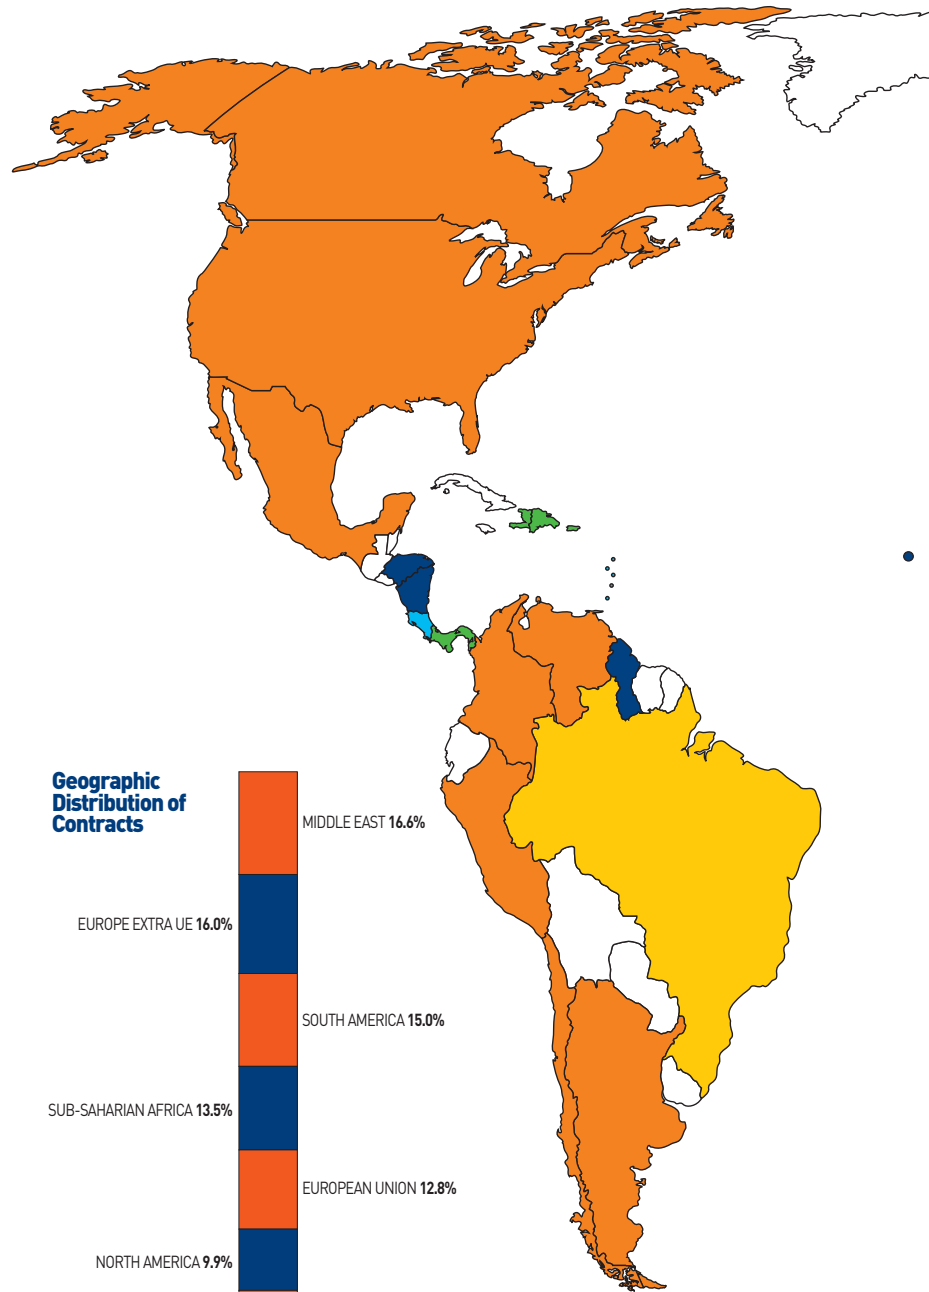 Geographic
Distribution of
Contracts
MIDDLE EAST 16.6%
EUROPE EXTRA UE 16.0%
SOUTH AMERICA 15.0%
SUB-SAHARIAN AFRICA 13.5%
EUROPEAN UNION 12.8%
NORTH AMERICA 9.9%